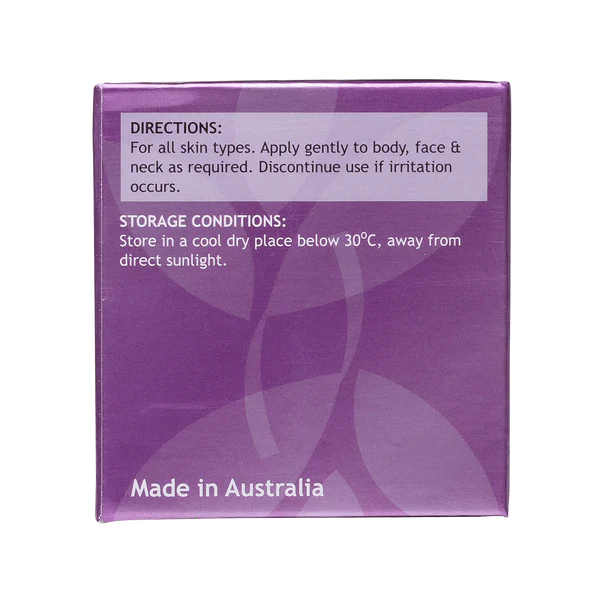 DIRECTIONS:
For all skin types. Apply gently to body, face &
neck as required. Discontinue use if irritation
occurs.
STORAGE CONDITIONS:
Store in a cool dry place below 30°C, away from
direct sunlight.
Made in Australia